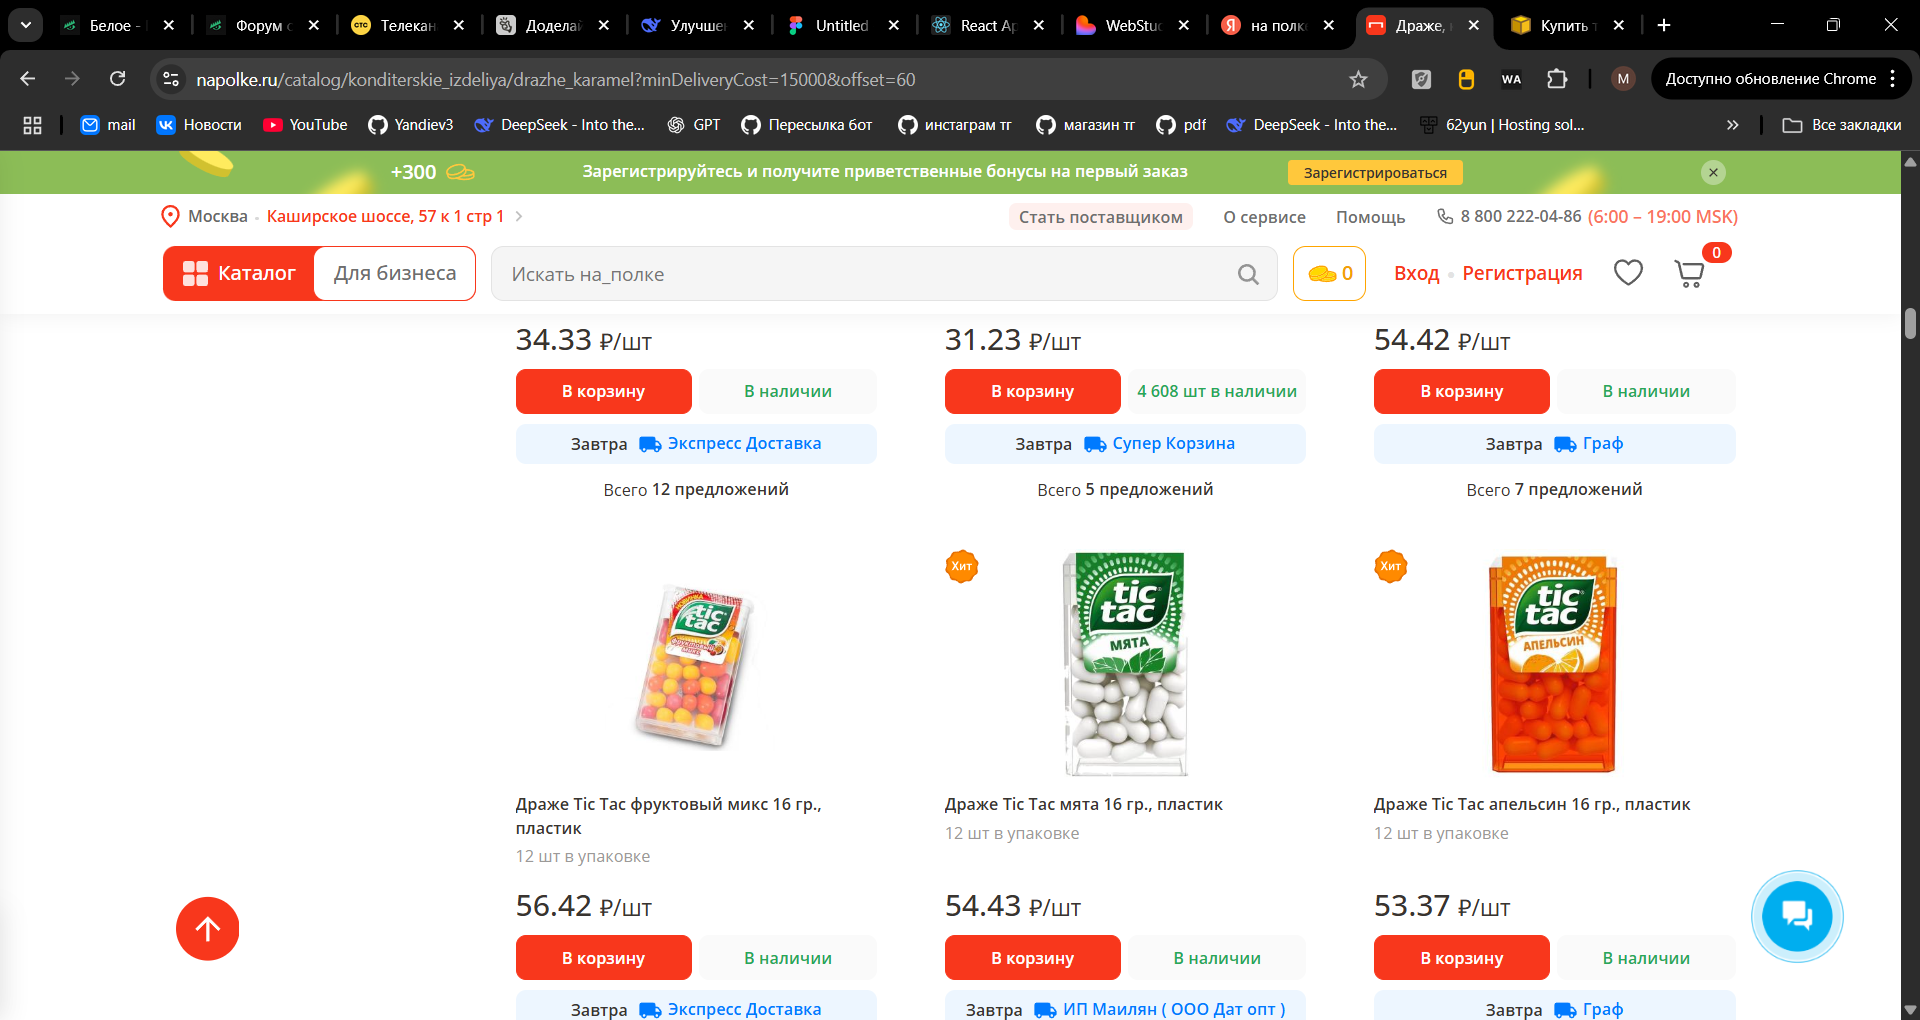 Белое -
Форум с
Телекан
Доделай
Улучше
Untitled
React Ap
WebStu
на полк
Драже,
Купить т
napolke.ru/catalog/konditerskie_izdeliya/drazhe_karamel?minDeliveryCost=15000&offset=60
WA
M
Доступно обновление Chrome
mail
Новости
YouTube
Yandiev3
DeepSeek - Into the...
GPT
Пересылка бот
инстаграм тг
магазин тг
pdf
DeepSeek - Into the...
62yun | Hosting sol...
Все закладки
+300
Зарегистрируйтесь и получите приветственные бонусы на первый заказ
Зарегистрироваться
Москва
Каширское шоссе, 57 к 1 стр 1
Стать поставщиком
О сервисе
Помощь
8 800 222-04-86 (6:00 – 19:00 MSK)
Каталог
Для бизнеса
Искать на_полке
0
Вход
Регистрация
0
34.33 ₽/шт
31.23 ₽/шт
54.42 ₽/шт
В корзину
В наличии
В корзину
4 608 шт в наличии
В корзину
В наличии
Завтра Экспресс Доставка
Завтра Супер Корзина
Завтра Граф
Всего 12 предложений
Всего 5 предложений
Всего 7 предложений
Хит
Хит
tic
tac
tic
tac
МЯТА
tic
tac
АПЕЛЬСИН
Драже Tic Tac фруктовый микс 16 гр.,
пластик
12 шт в упаковке
Драже Tic Tac мята 16 гр., пластик
12 шт в упаковке
Драже Tic Tac апельсин 16 гр., пластик
12 шт в упаковке
56.42 ₽/шт
54.43 ₽/шт
53.37 ₽/шт
В корзину
В наличии
В корзину
В наличии
В корзину
В наличии
Завтра Экспресс Доставка
Завтра ИП Маилян ( ООО Дат опт )
Завтра Граф